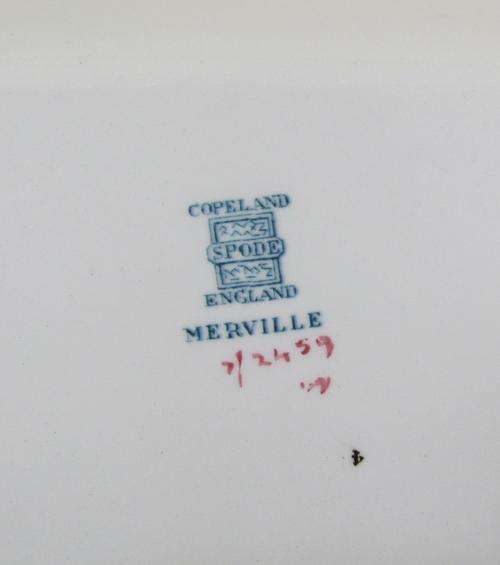 COPELAND
SPODE
ENGLAND
MERVILLE
2/2459